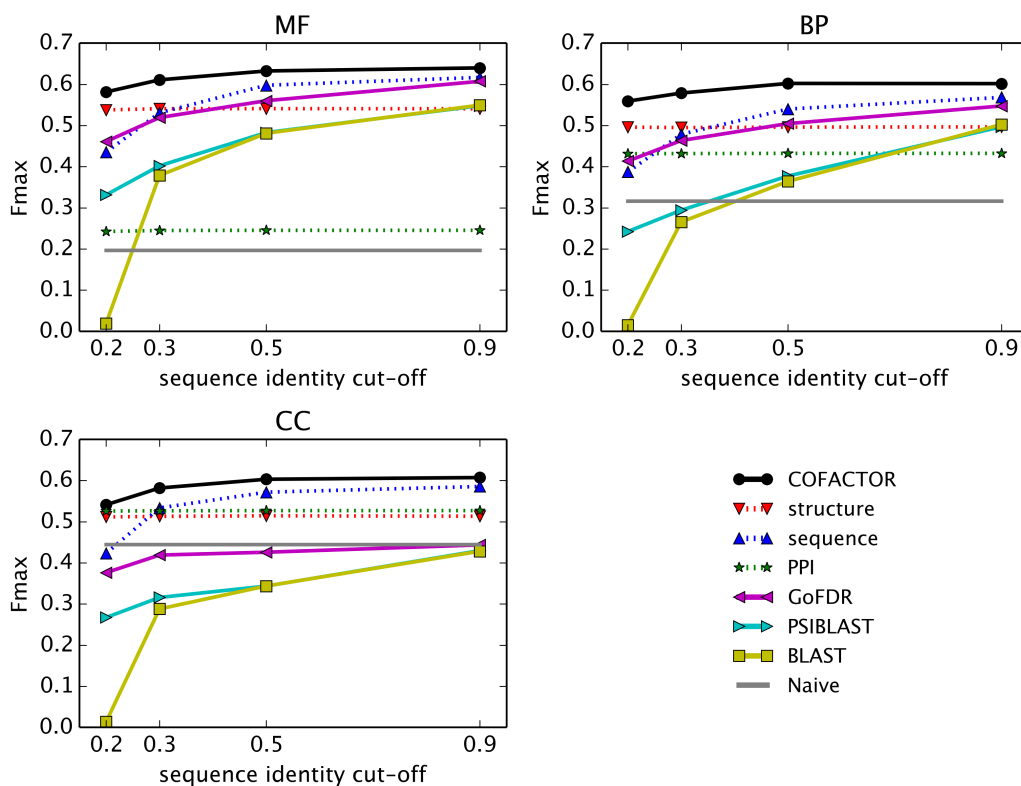 MF
0.7
0.6
0.5
0.4
0.3
0.2
0.1
0.0
Fmax
0.2 0.3 0.5 0.9
sequence identity cut-off
BP
0.7
0.6
0.5
0.4
0.3
0.2
0.1
0.0
Fmax
0.2 0.3 0.5 0.9
sequence identity cut-off
CC
0.7
0.6
0.5
0.4
0.3
0.2
0.1
0.0
Fmax
0.2 0.3 0.5 0.9
sequence identity cut-off
COFACTOR
structure
sequence
PPI
GoFDR
PSIBLAST
BLAST
Naive